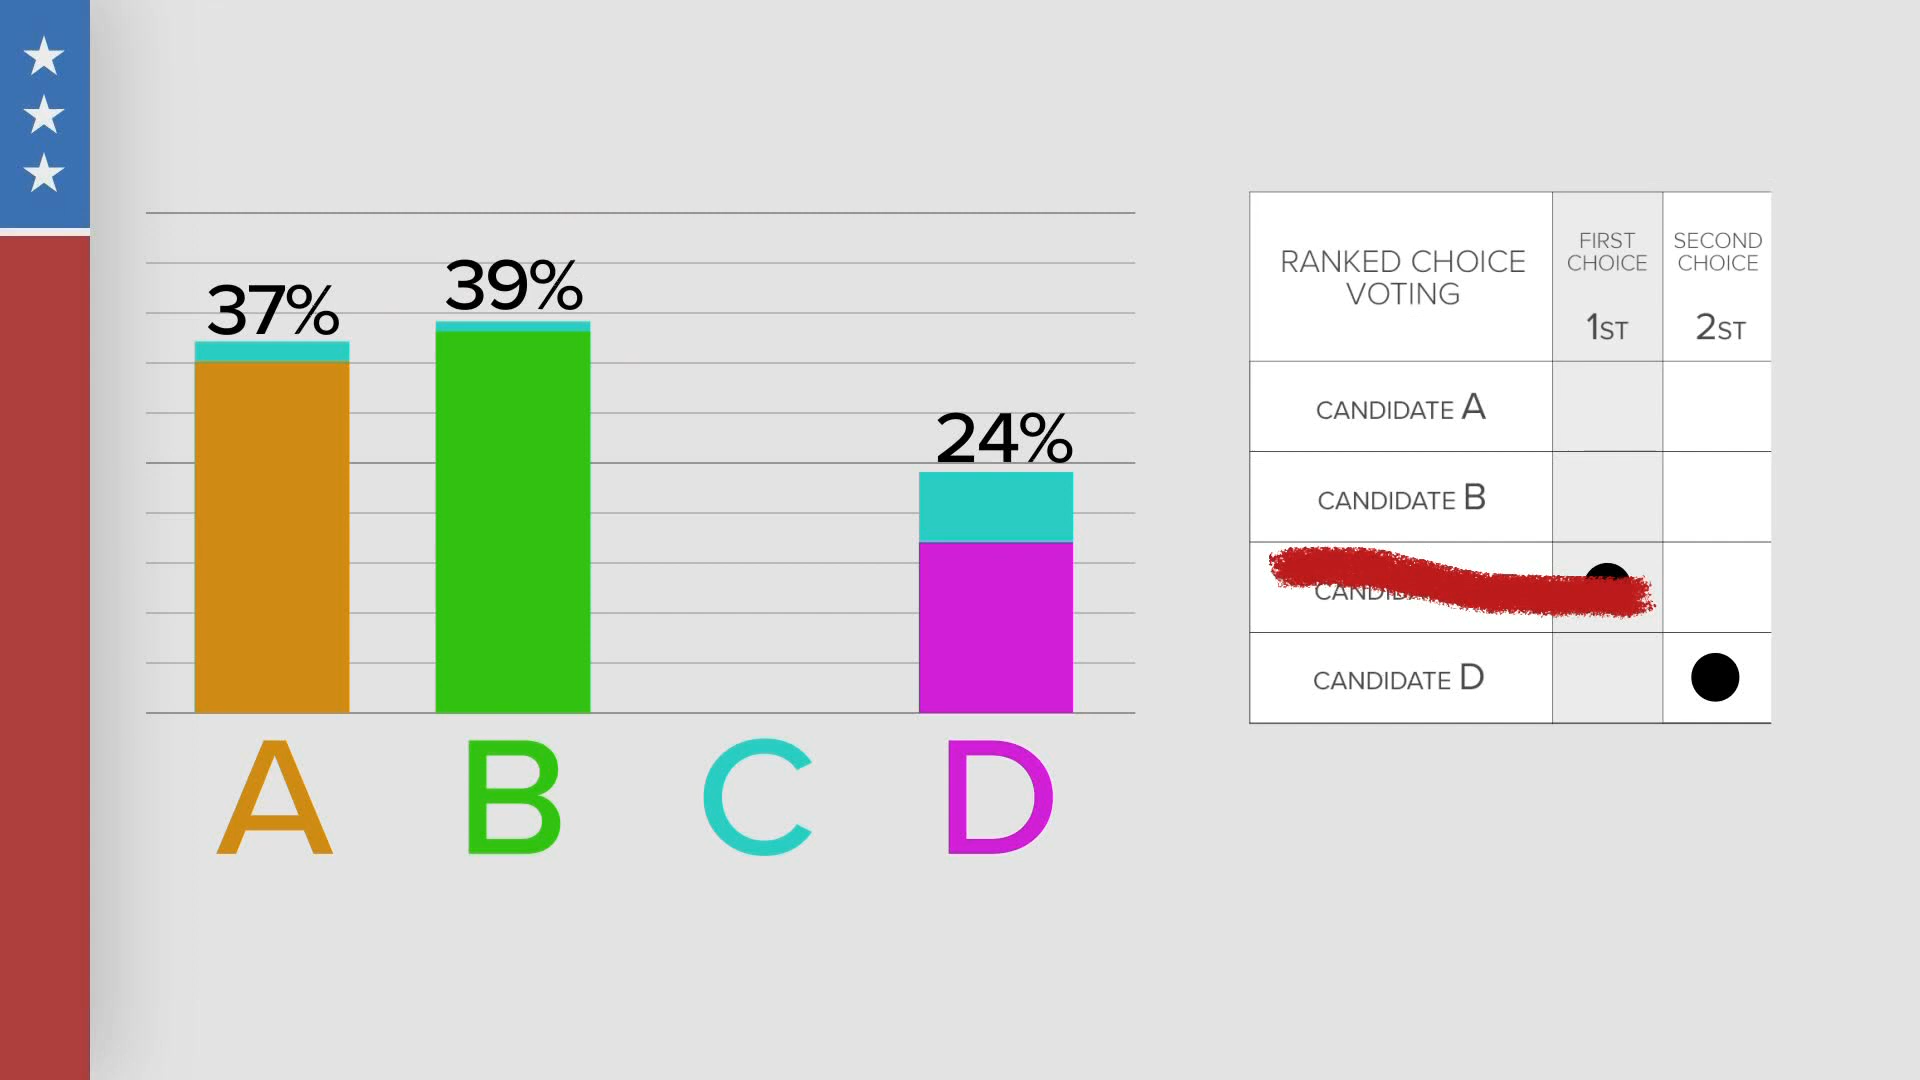 37%
39%
24%
A
B
C
D
RANKED CHOICE
VOTING
FIRST
CHOICE
1ST
SECOND
CHOICE
2ST
CANDIDATE A
CANDIDATE B
CANDIDATE D